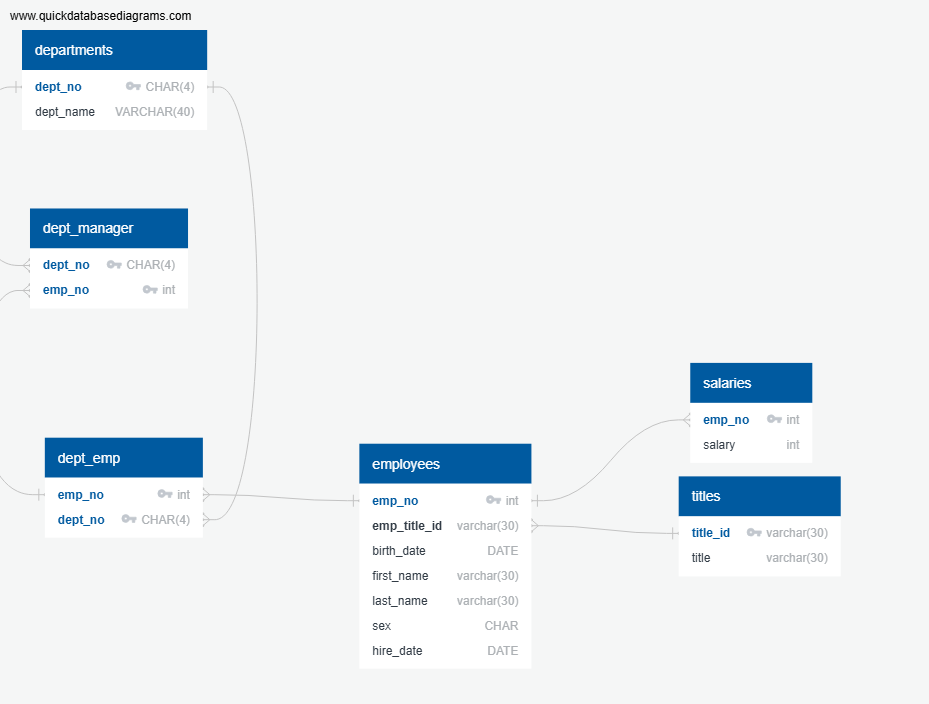 www.quickdatabasediagrams.com
departments
dept_no CHAR(4)
dept_name VARCHAR(40)
dept_manager
dept_no CHAR(4)
emp_no int
dept_emp
emp_no int
dept_no CHAR(4)
employees
emp_no int
emp_title_id varchar(30)
birth_date DATE
first_name varchar(30)
last_name varchar(30)
sex CHAR
hire_date DATE
salaries
emp_no int
salary int
titles
title_id varchar(30)
title varchar(30)